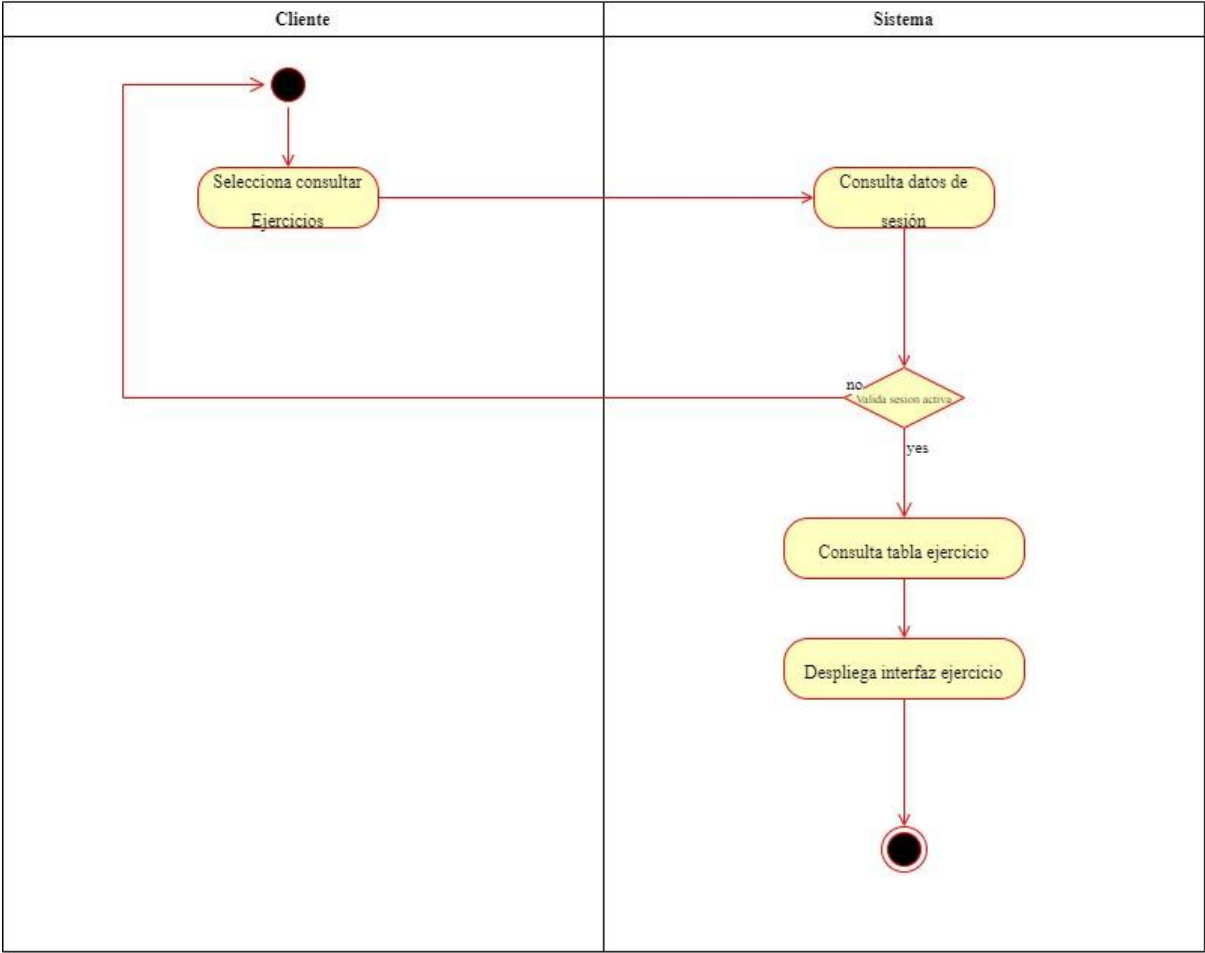 Cliente
Sistema
Selecciona consultar
Ejercicios
Consulta datos de
sesión
no
Valida sesion activa
yes
Consulta tabla ejercicio
Despliega interfaz ejercicio